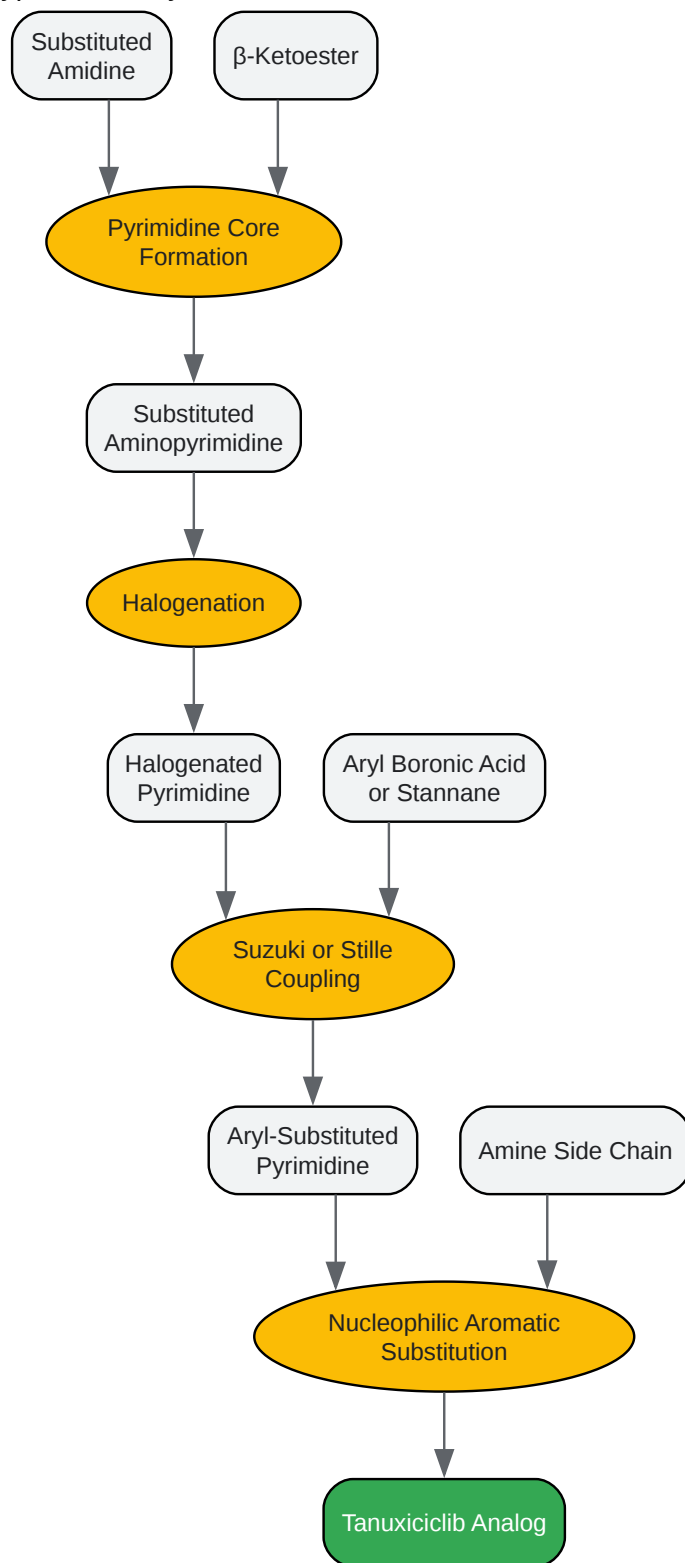 Substituted
Amidine
β-Ketoester
Pyrimidine Core
Formation
Substituted
Aminopyrimidine
Halogenation
Halogenated
Pyrimidine
Aryl Boronic Acid
or Stannane
Suzuki or Stille
Coupling
Aryl-Substituted
Pyrimidine
Amine Side Chain
Nucleophilic Aromatic
Substitution
Tanuxiciclib Analog